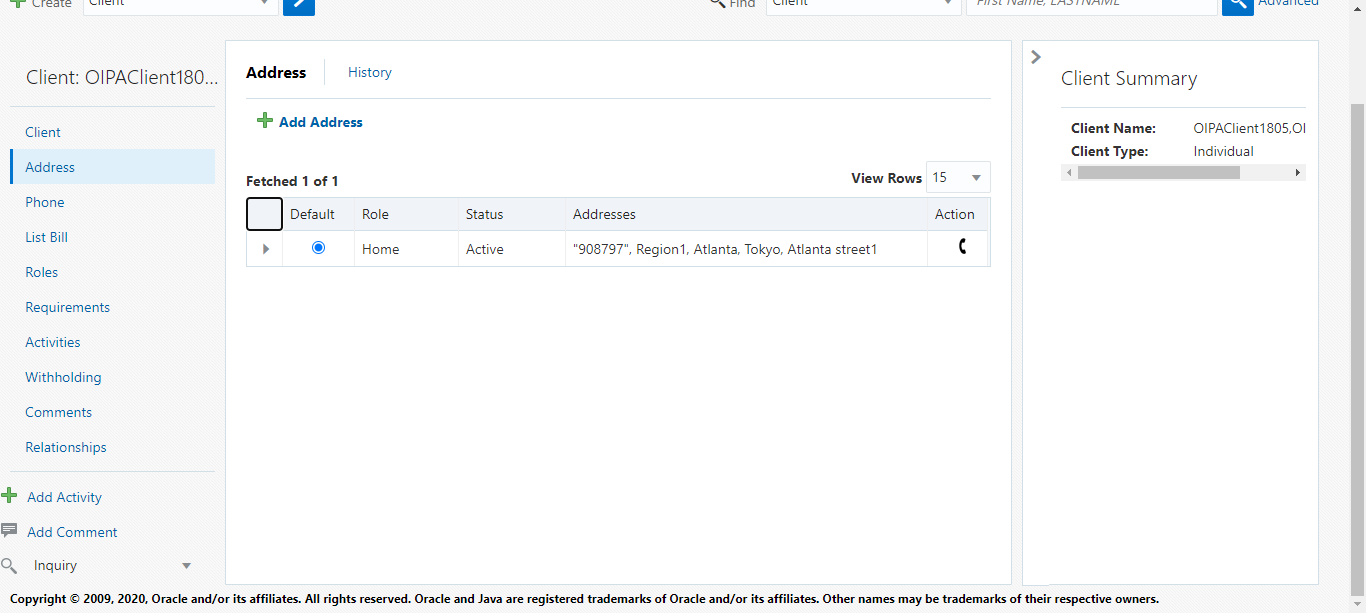 Create Client Find Client First Name, LASTNAME Advanced
Client: OIPAClient180...
Client
Address
Phone
List Bill
Roles
Requirements
Activities
Withholding
Comments
Relationships
Add Activity
Add Comment
Inquiry
Address History
Add Address
Fetched 1 of 1
View Rows 15
Default Role Status Addresses Action
Home Active "908797", Region1, Atlanta, Tokyo, Atlanta street1
Client Summary
Client Name: OIPAClient1805,OI
Client Type: Individual
Copyright © 2009, 2020, Oracle and/or its affiliates. All rights reserved. Oracle and Java are registered trademarks of Oracle and/or its affiliates. Other names may be trademarks of their respective owners.